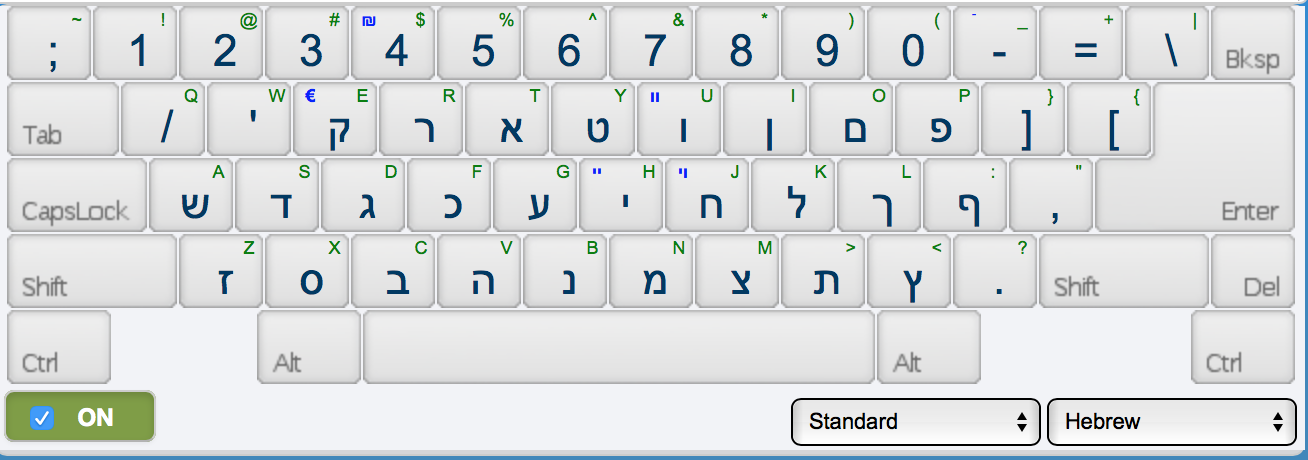 ~ ; ! 1 @ 2 # 3 ₪ $ 4 % 5 ^ 6 & 7 * 8 ) 9 ( 0 ־ _ - + = | \ Bksp
Tab Q / W ' € E ק R ר T א Y ט װ U ו I ן O ם P פ } ] { [
CapsLock A ש S ד D ג F כ G ע ײ H י ױ J ח K ל L ך : ף " , Enter
Shift Z ז X ס C ב V ה B נ N מ M צ > ת < ץ ? . Shift Del
Ctrl Alt Alt Ctrl
ON Standard Hebrew